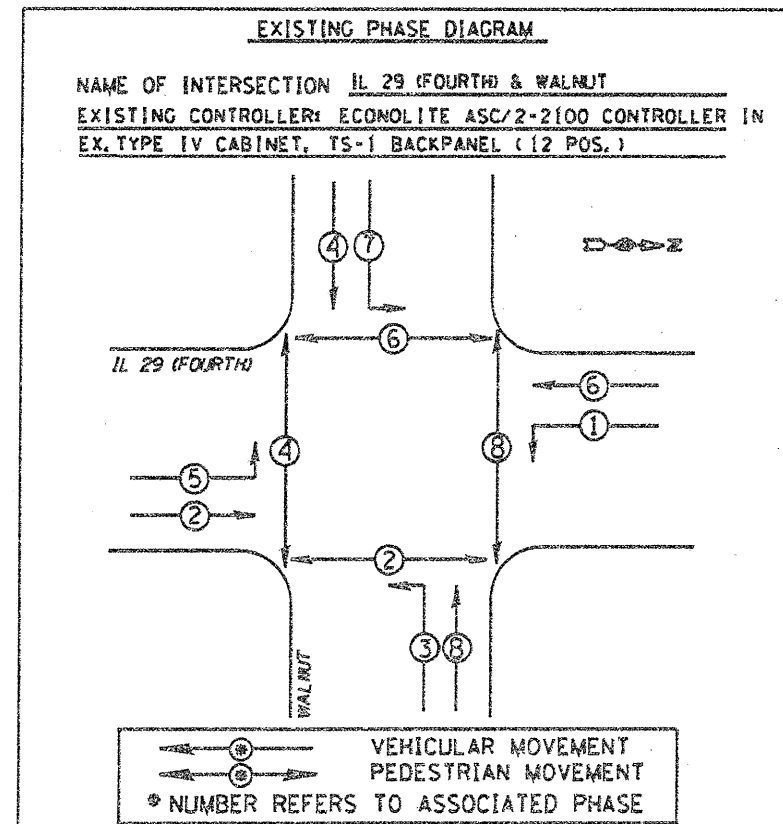 EXISTING PHASE DIAGRAM
NAME OF INTERSECTION IL 29 (FOURTH) & WALNUT
EXISTING CONTROLLER: ECONOLITE ASC/2-2100 CONTROLLER IN
EX. TYPE IV CABINET, TS-1 BACKPANEL (12 POS.)
4 7
N
6
IL 29 (FOURTH)
6
1
4 8
5
2
2
3 8
WALNUT
VEHICULAR MOVEMENT
PEDESTRIAN MOVEMENT
* NUMBER REFERS TO ASSOCIATED PHASE